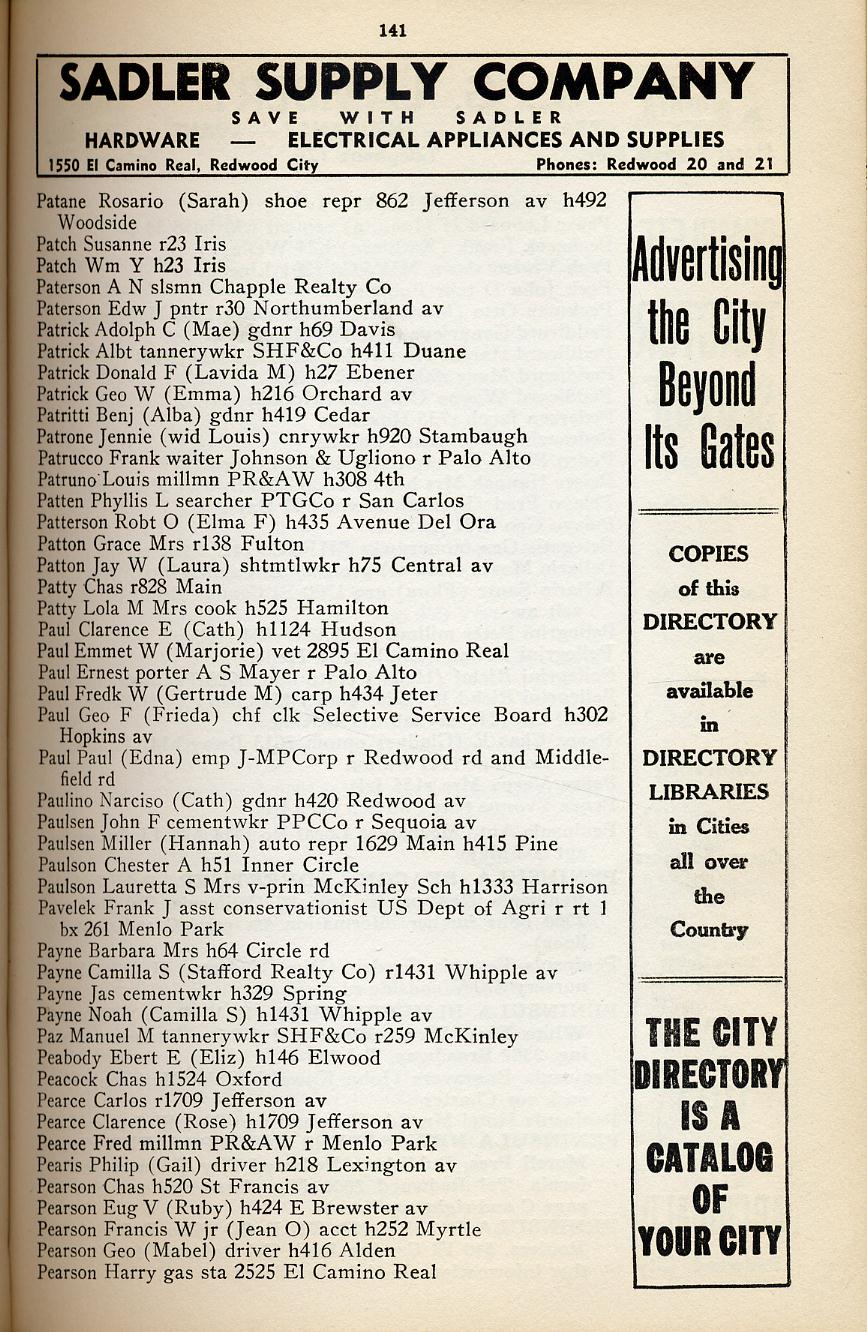 141
SADLER SUPPLY COMPANY
SAVE WITH SADLER
HARDWARE — ELECTRICAL APPLIANCES AND SUPPLIES
1550 El Camino Real, Redwood City Phones: Redwood 20 and 21
Patane Rosario (Sarah) shoe repr 862 Jefferson av h492
Woodside
Patch Susanne r23 Iris
Patch Wm Y h23 Iris
Paterson A N slsmn Chapple Realty Co
Paterson Edw J pntr r30 Northumberland av
Patrick Adolph C (Mae) gdnr h69 Davis
Patrick Albt tannerywkr SHF&Co h411 Duane
Patrick Donald F (Lavida M) h27 Ebener
Patrick Geo W (Emma) h216 Orchard av
Patritti Benj (Alba) gdnr h419 Cedar
Patrone Jennie (wid Louis) cnrywkr h920 Stambaugh
Patrucco Frank waiter Johnson & Ugliono r Palo Alto
Patruno Louis millmn PR&AW h308 4th
Patten Phyllis L searcher PTGCo r San Carlos
Patterson Robt O (Elma F) h435 Avenue Del Ora
Patton Grace Mrs r138 Fulton
Patton Jay W (Laura) shtmtlwkr h75 Central av
Patty Chas r828 Main
Patty Lola M Mrs cook h525 Hamilton
Paul Clarence E (Cath) h1124 Hudson
Paul Emmet W (Marjorie) vet 2895 El Camino Real
Paul Ernest porter A S Mayer r Palo Alto
Paul Fredk W (Gertrude M) carp h434 Jeter
Paul Geo F (Frieda) chf clk Selective Service Board h302
Hopkins av
Paul Paul (Edna) emp J-MPCorp r Redwood rd and Middle-
field rd
Paulino Narciso (Cath) gdnr h420 Redwood av
Paulsen John F cementwkr PPCCo r Sequoia av
Paulsen Miller (Hannah) auto repr 1629 Main h415 Pine
Paulson Chester A h51 Inner Circle
Paulson Lauretta S Mrs v-prin McKinley Sch h1333 Harrison
Pavelek Frank J asst conservationist US Dept of Agri r rt 1
bx 261 Menlo Park
Payne Barbara Mrs h64 Circle rd
Payne Camilla S (Stafford Realty Co) r1431 Whipple av
Payne Jas cementwkr h329 Spring
Payne Noah (Camilla S) h1431 Whipple av
Paz Manuel M tannerywkr SHF&Co r259 McKinley
Peabody Ebert E (Eliz) h146 Elwood
Peacock Chas h1524 Oxford
Pearce Carlos r1709 Jefferson av
Pearce Clarence (Rose) h1709 Jefferson av
Pearce Fred millmn PR&AW r Menlo Park
Pearis Philip (Gail) driver h218 Lexington av
Pearson Chas h520 St Francis av
Pearson Eug V (Ruby) h424 E Brewster av
Pearson Francis W jr (Jean O) acct h252 Myrtle
Pearson Geo (Mabel) driver h416 Alden
Pearson Harry gas sta 2525 El Camino Real
Advertising
the City
Beyond
Its Gates
COPIES
of this
DIRECTORY
are
available
in
DIRECTORY
LIBRARIES
in Cities
all over
the
Country
THE CITY
DIRECTORY
IS A
CATALOG
OF
YOUR CITY